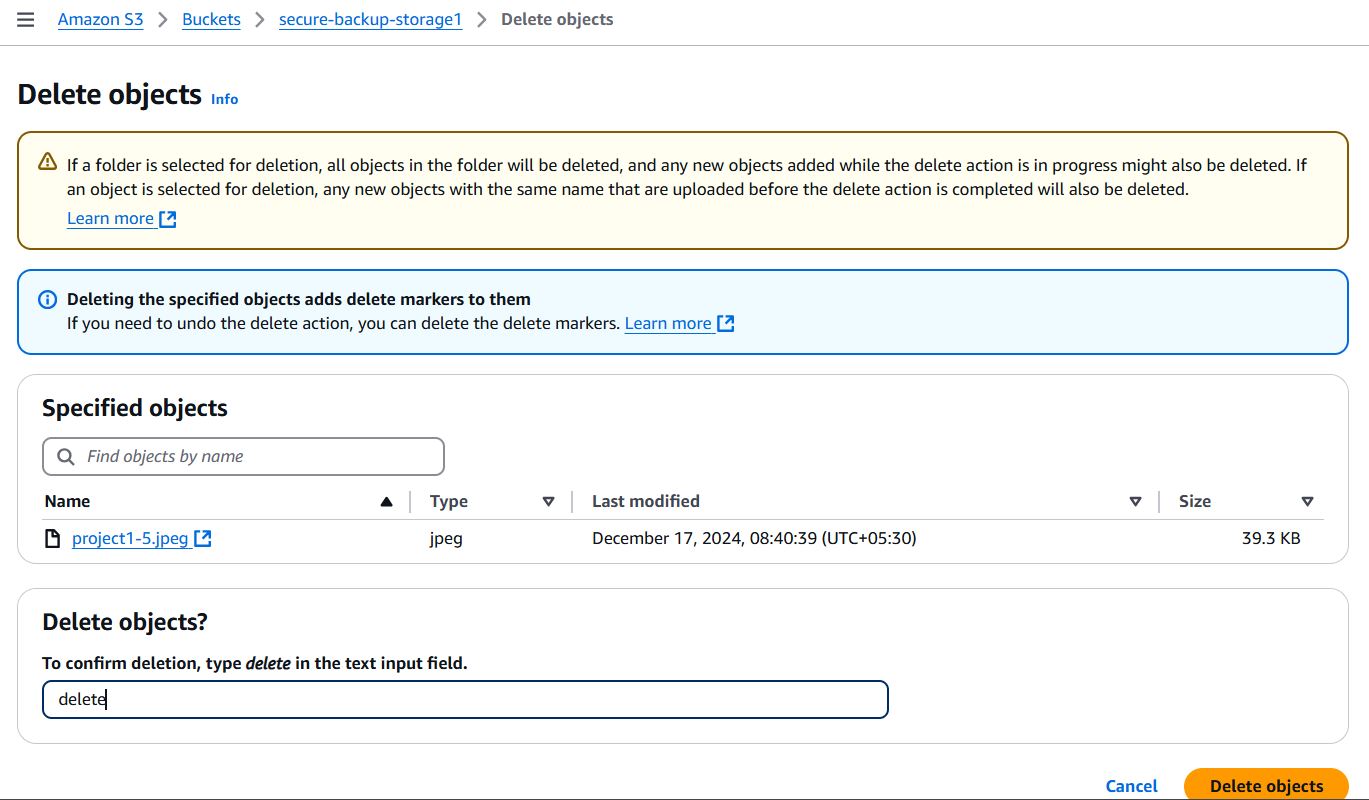 Amazon S3 > Buckets > secure-backup-storage1 > Delete objects
Delete objects Info
If a folder is selected for deletion, all objects in the folder will be deleted, and any new objects added while the delete action is in progress might also be deleted. If
an object is selected for deletion, any new objects with the same name that are uploaded before the delete action is completed will also be deleted.
Learn more
Deleting the specified objects adds delete markers to them
If you need to undo the delete action, you can delete the delete markers. Learn more
Specified objects
Find objects by name
Name Type Last modified Size
project1-5.jpeg jpeg December 17, 2024, 08:40:39 (UTC+05:30) 39.3 KB
Delete objects?
To confirm deletion, type delete in the text input field.
delete
Cancel Delete objects